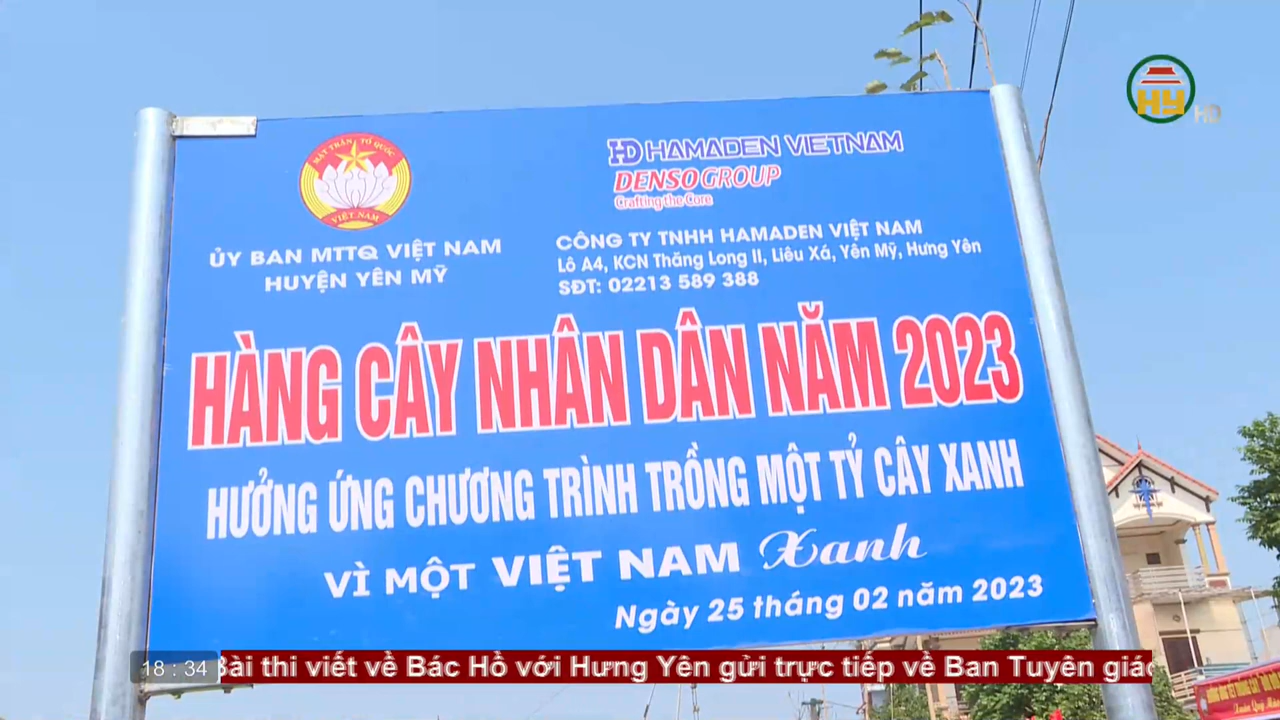 HY HD
MẶT TRẬN TỔ QUỐC
VIỆT NAM
HD HAMADEN VIETNAM
DENSO GROUP
Crafting the Core
ỦY BAN MTTQ VIỆT NAM
HUYỆN YÊN MỸ
CÔNG TY TNHH HAMADEN VIỆT NAM
Lô A4, KCN Thăng Long II, Liêu Xá, Yên Mỹ, Hưng Yên
SĐT: 02213 589 388
HÀNG CÂY NHÂN DÂN NĂM 2023
HƯỞNG ỨNG CHƯƠNG TRÌNH TRỒNG MỘT TỶ CÂY XANH
VÌ MỘT VIỆT NAM Xanh
Ngày 25 tháng 02 năm 2023
18 : 34 Bài thi viết về Bác Hồ với Hưng Yên gửi trực tiếp về Ban Tuyên giáo